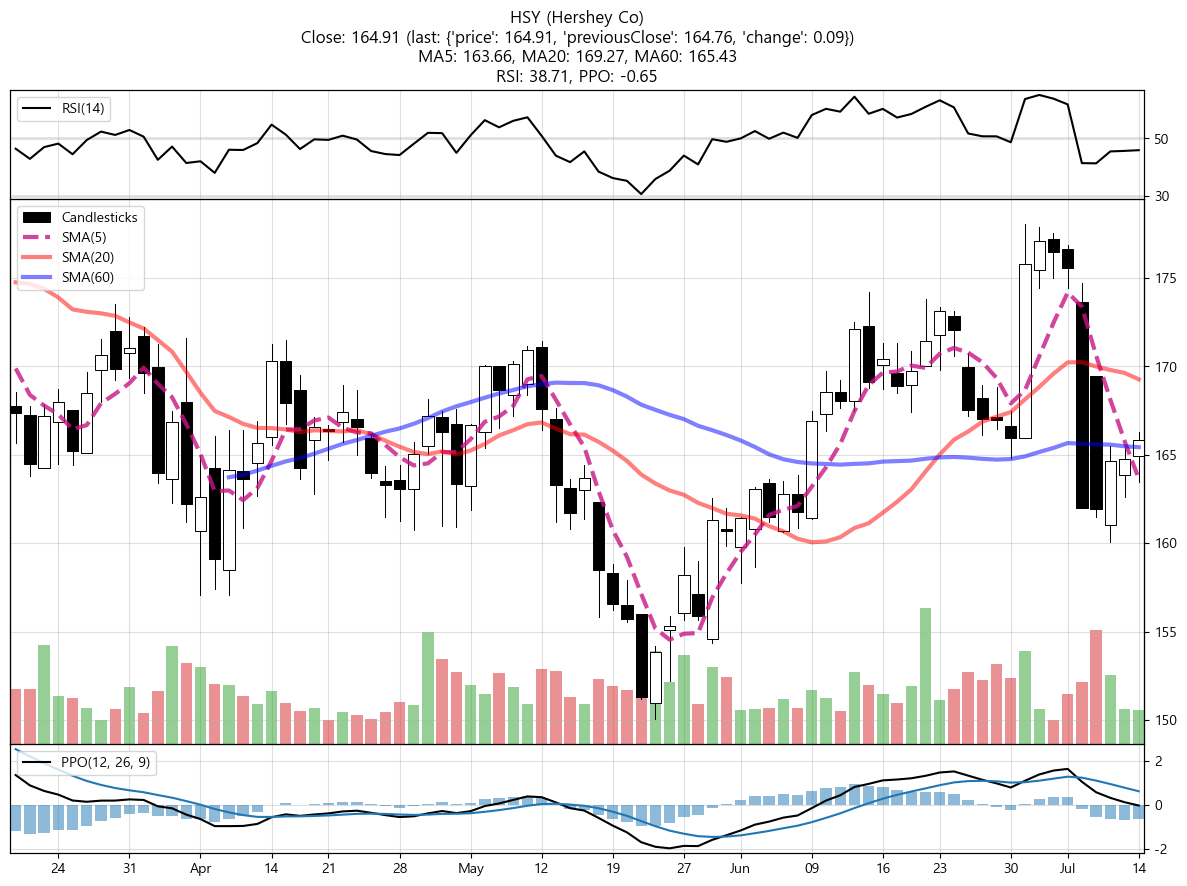 HSY (Hershey Co)
Close: 164.91 (last: {'price': 164.91, 'previousClose': 164.76, 'change': 0.09})
MA5: 163.66, MA20: 169.27, MA60: 165.43
RSI: 38.71, PPO: -0.65
RSI(14)
50
30
Candlesticks
SMA(5)
SMA(20)
SMA(60)
175
170
165
160
155
150
PPO(12, 26, 9)
2
0
-2
24 31 Apr 14 21 28 May 12 19 27 Jun 09 16 23 30 Jul 14